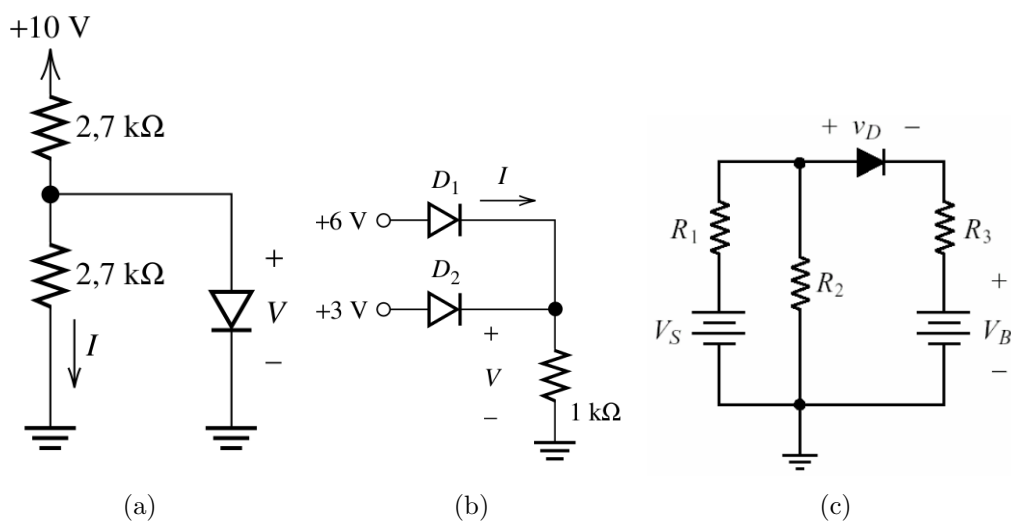 +10 V
2,7 kΩ
2,7 kΩ
+
V
−
I
(a)
D1
I
+6 V
D2
+3 V
+
V
−
1 kΩ
(b)
+ vD −
R1
R2
R3
VS
+
VB
−
(c)